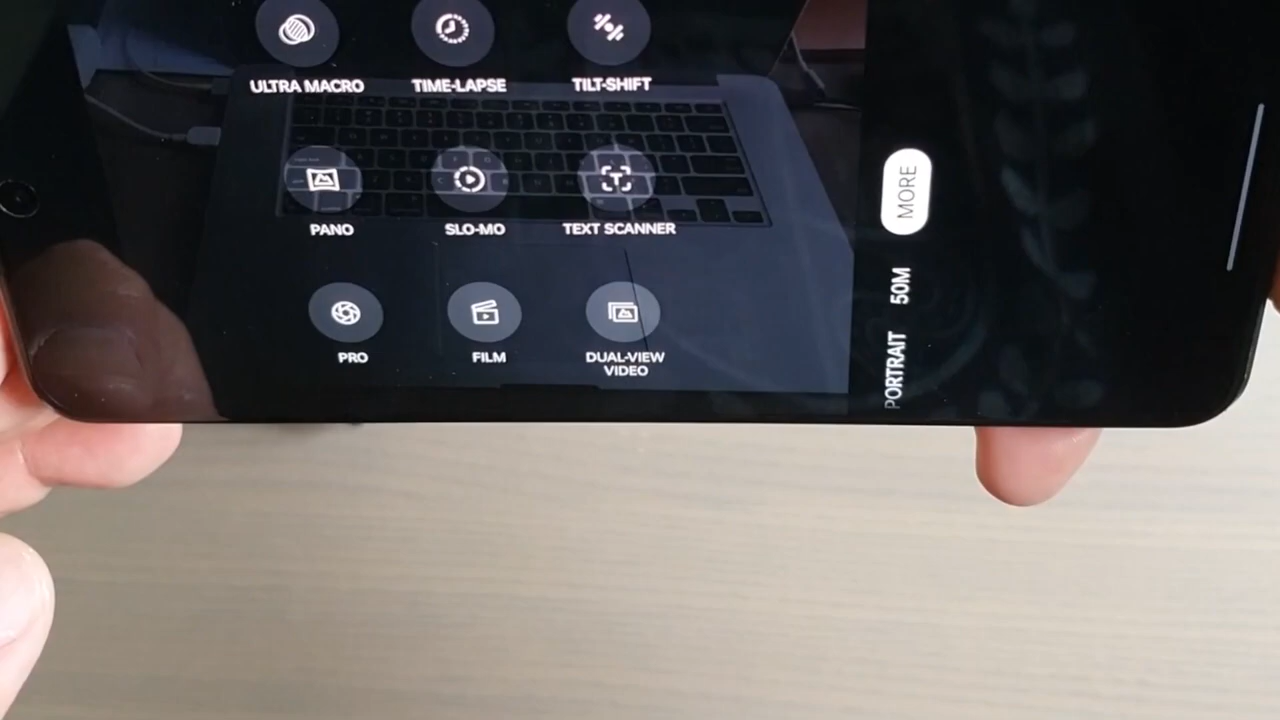 ULTRA MACRO
TIME-LAPSE
TILT-SHIFT
PANO
SLO-MO
TEXT SCANNER
PRO
FILM
DUAL-VIEW
VIDEO
MORE
50M
PORTRAIT